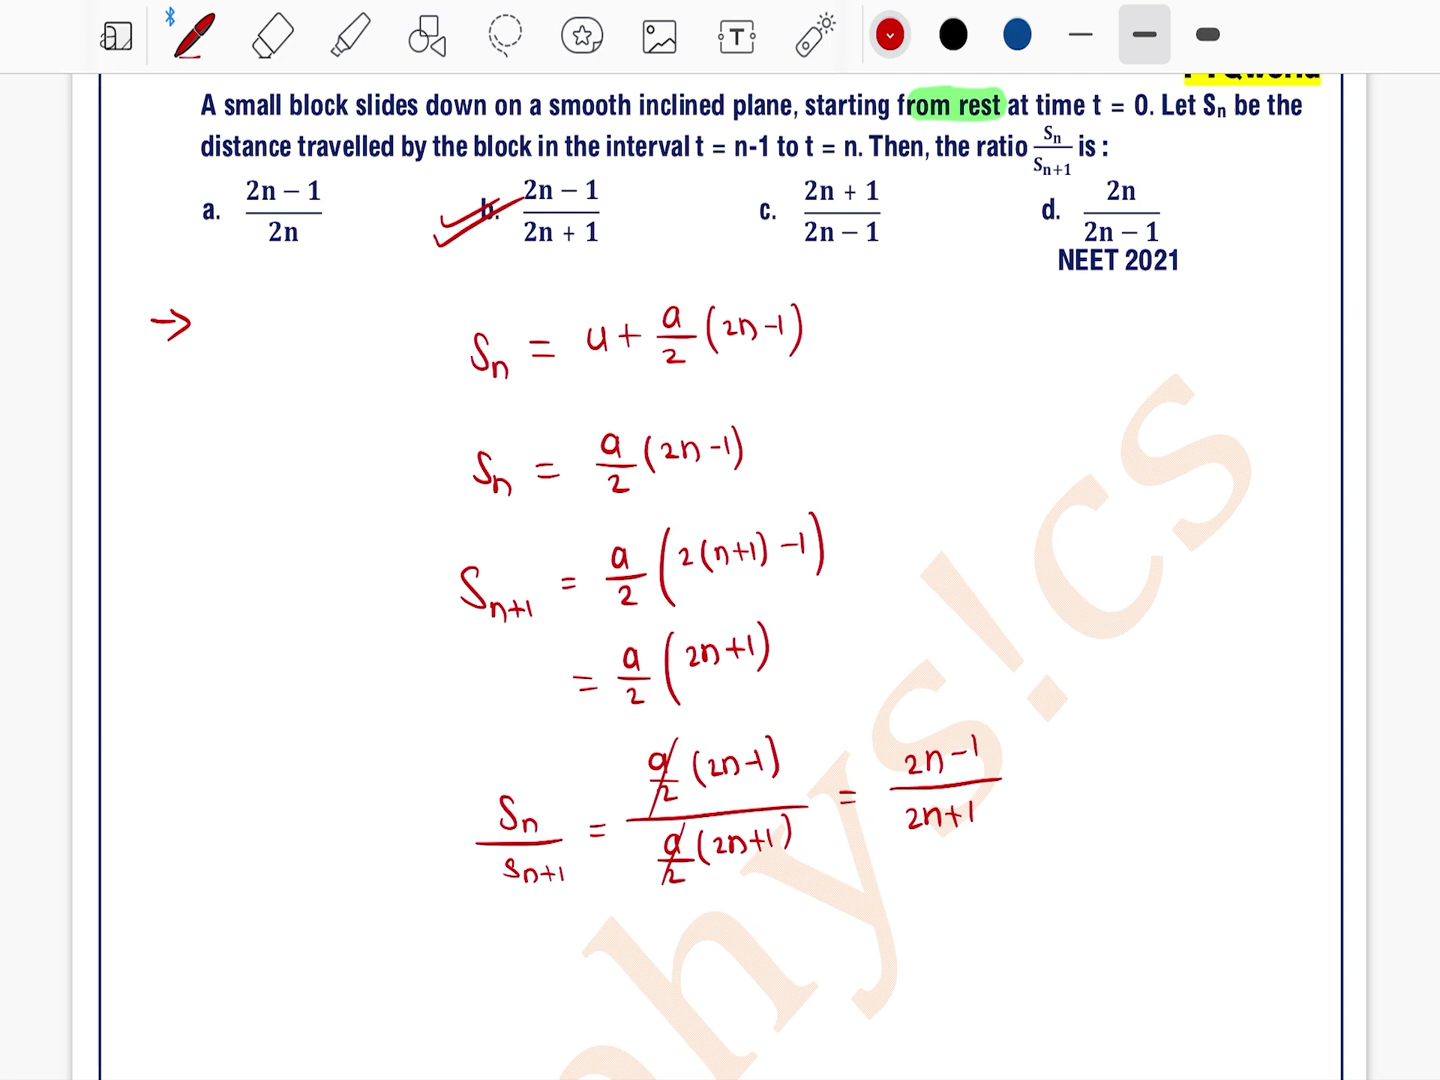 A small block slides down on a smooth inclined plane, starting from rest at time t = 0. Let Sn be the
distance travelled by the block in the interval t = n-1 to t = n. Then, the ratio Sn/Sn+1 is :
a. 2n − 1/2n b. 2n − 1/2n + 1 c. 2n + 1/2n − 1 d. 2n/2n − 1
NEET 2021
→ Sn = u + a/2 (2n-1)
Sn = a/2 (2n-1)
Sn+1 = a/2 (2(n+1) -1)
= a/2 (2n+1)
Sn/Sn+1 = a/2 (2n-1)/a/2 (2n+1) = 2n-1/2n+1
phys!cs